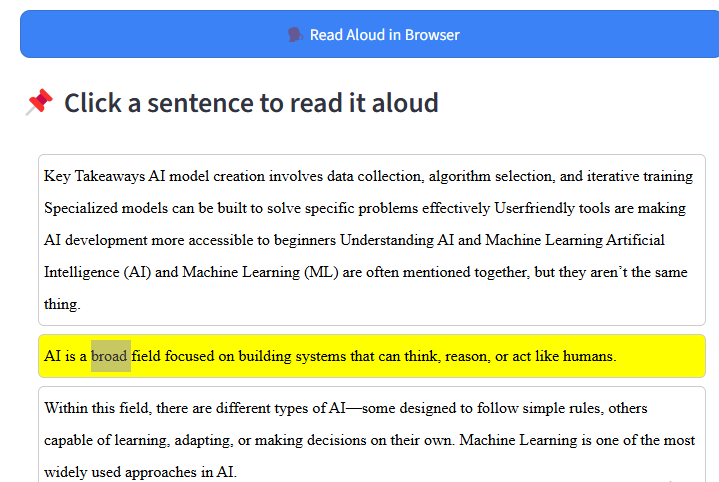 Read Aloud in Browser
Click a sentence to read it aloud
Key Takeaways AI model creation involves data collection, algorithm selection, and iterative training
Specialized models can be built to solve specific problems effectively Userfriendly tools are making
AI development more accessible to beginners Understanding AI and Machine Learning Artificial
Intelligence (AI) and Machine Learning (ML) are often mentioned together, but they aren’t the same
thing.
AI is a broad field focused on building systems that can think, reason, or act like humans.
Within this field, there are different types of AI—some designed to follow simple rules, others
capable of learning, adapting, or making decisions on their own. Machine Learning is one of the most
widely used approaches in AI.